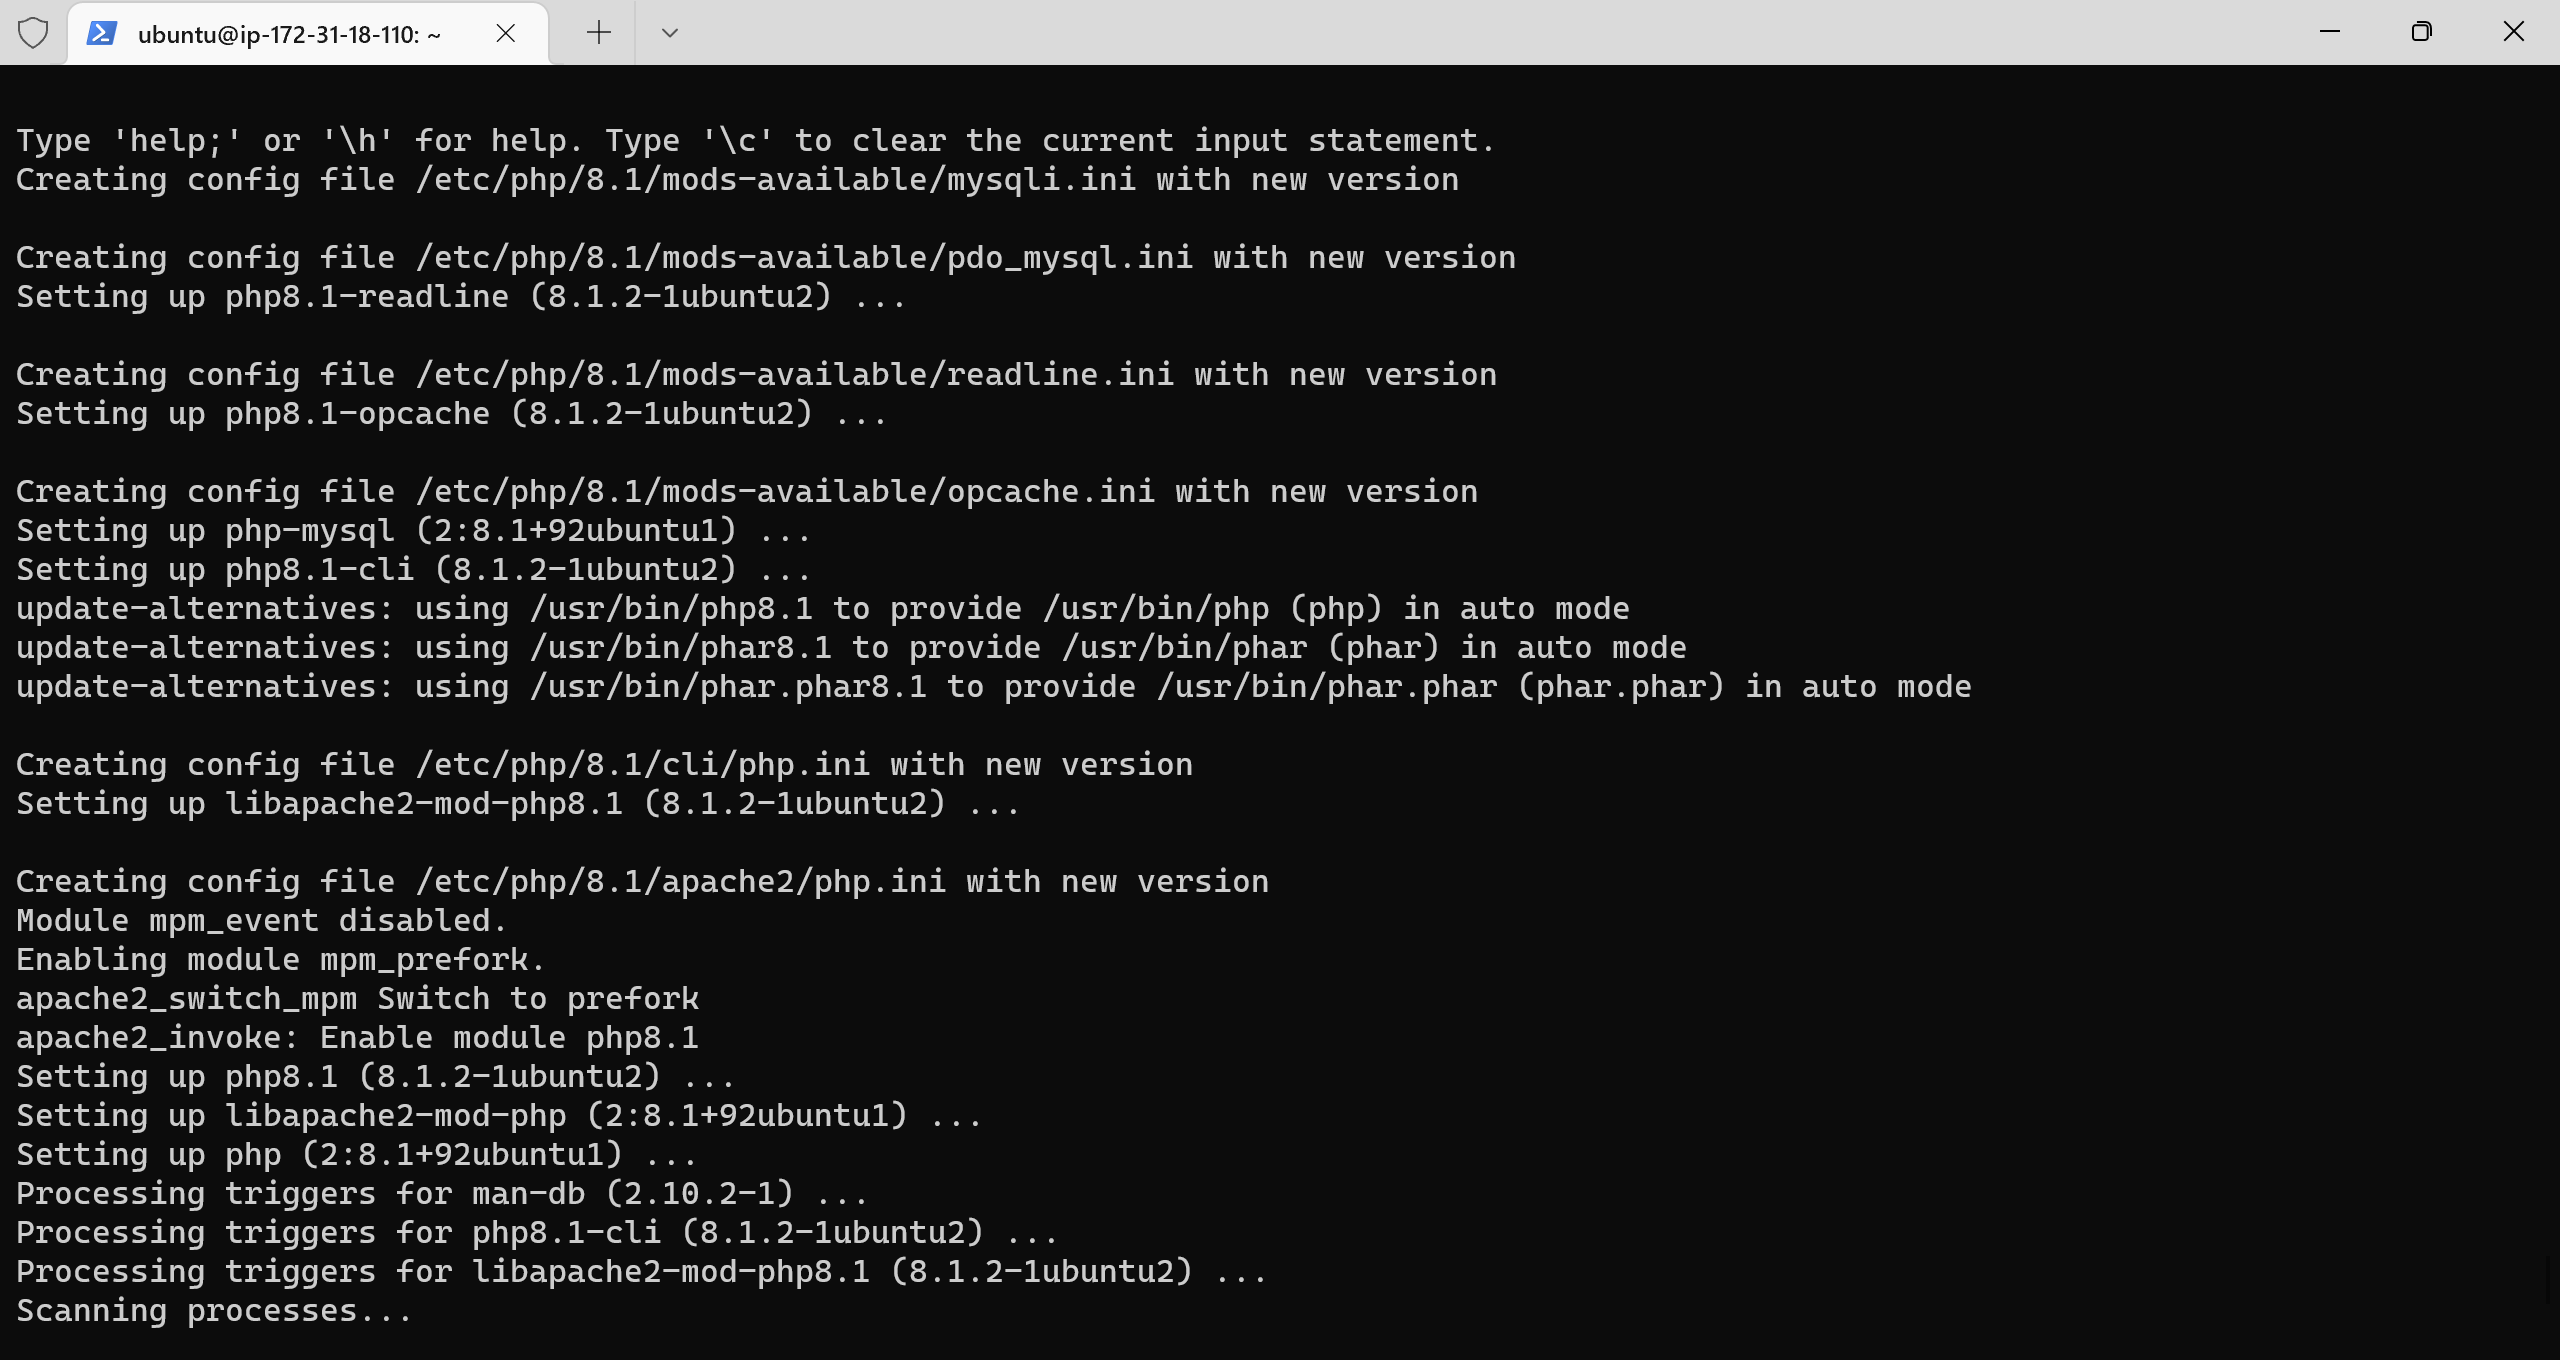 ubuntu@ip-172-31-18-110: ~
Type 'help;' or '\h' for help. Type '\c' to clear the current input statement.
Creating config file /etc/php/8.1/mods-available/mysqli.ini with new version
Creating config file /etc/php/8.1/mods-available/pdo_mysql.ini with new version
Setting up php8.1-readline (8.1.2-1ubuntu2) ...
Creating config file /etc/php/8.1/mods-available/readline.ini with new version
Setting up php8.1-opcache (8.1.2-1ubuntu2) ...
Creating config file /etc/php/8.1/mods-available/opcache.ini with new version
Setting up php-mysql (2:8.1+92ubuntu1) ...
Setting up php8.1-cli (8.1.2-1ubuntu2) ...
update-alternatives: using /usr/bin/php8.1 to provide /usr/bin/php (php) in auto mode
update-alternatives: using /usr/bin/phar8.1 to provide /usr/bin/phar (phar) in auto mode
update-alternatives: using /usr/bin/phar.phar8.1 to provide /usr/bin/phar.phar (phar.phar) in auto mode
Creating config file /etc/php/8.1/cli/php.ini with new version
Setting up libapache2-mod-php8.1 (8.1.2-1ubuntu2) ...
Creating config file /etc/php/8.1/apache2/php.ini with new version
Module mpm_event disabled.
Enabling module mpm_prefork.
apache2_switch_mpm Switch to prefork
apache2_invoke: Enable module php8.1
Setting up php8.1 (8.1.2-1ubuntu2) ...
Setting up libapache2-mod-php (2:8.1+92ubuntu1) ...
Setting up php (2:8.1+92ubuntu1) ...
Processing triggers for man-db (2.10.2-1) ...
Processing triggers for php8.1-cli (8.1.2-1ubuntu2) ...
Processing triggers for libapache2-mod-php8.1 (8.1.2-1ubuntu2) ...
Scanning processes...